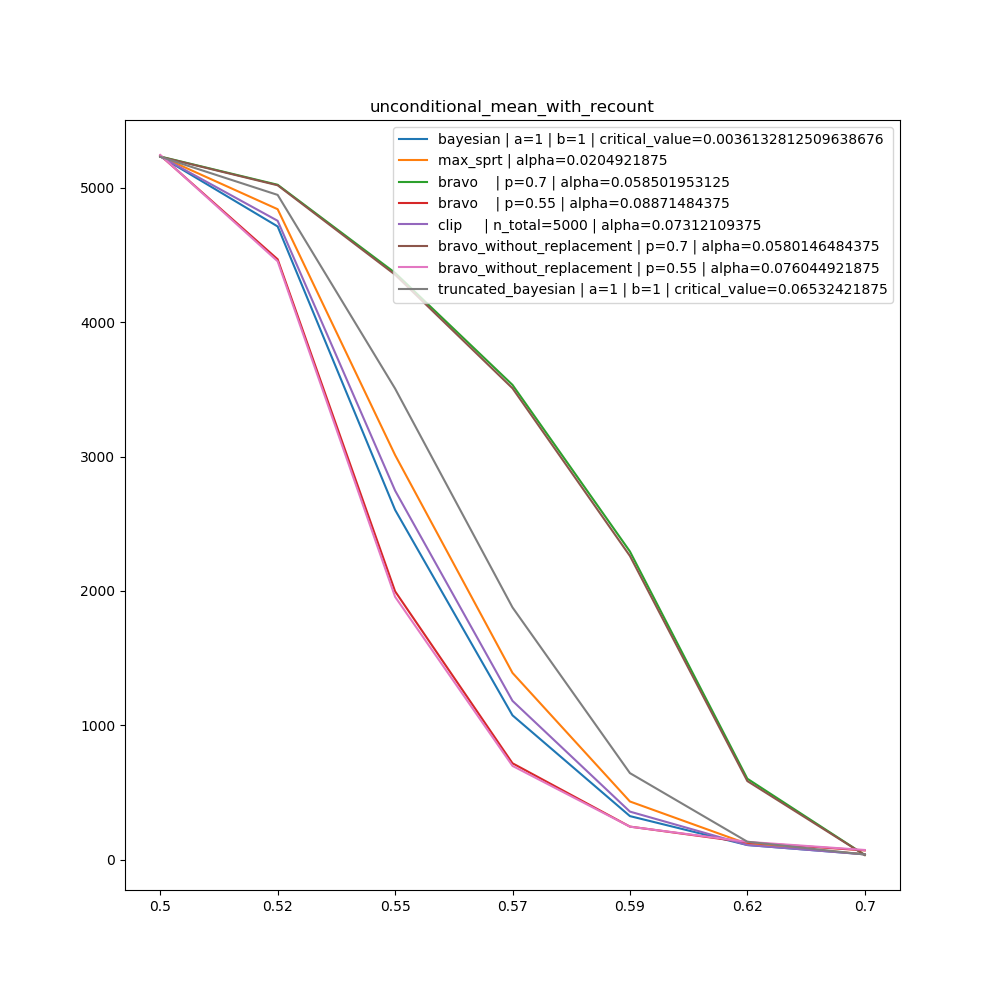 unconditional_mean_with_recount
bayesian | a=1 | b=1 | critical_value=0.0036132812509638676
max_sprt | alpha=0.0204921875
bravo    | p=0.7 | alpha=0.058501953125
bravo    | p=0.55 | alpha=0.08871484375
clip     | n_total=5000 | alpha=0.07312109375
bravo_without_replacement | p=0.7 | alpha=0.0580146484375
bravo_without_replacement | p=0.55 | alpha=0.076044921875
truncated_bayesian | a=1 | b=1 | critical_value=0.06532421875
5000
4000
3000
2000
1000
0
0.5 0.52 0.55 0.57 0.59 0.62 0.7